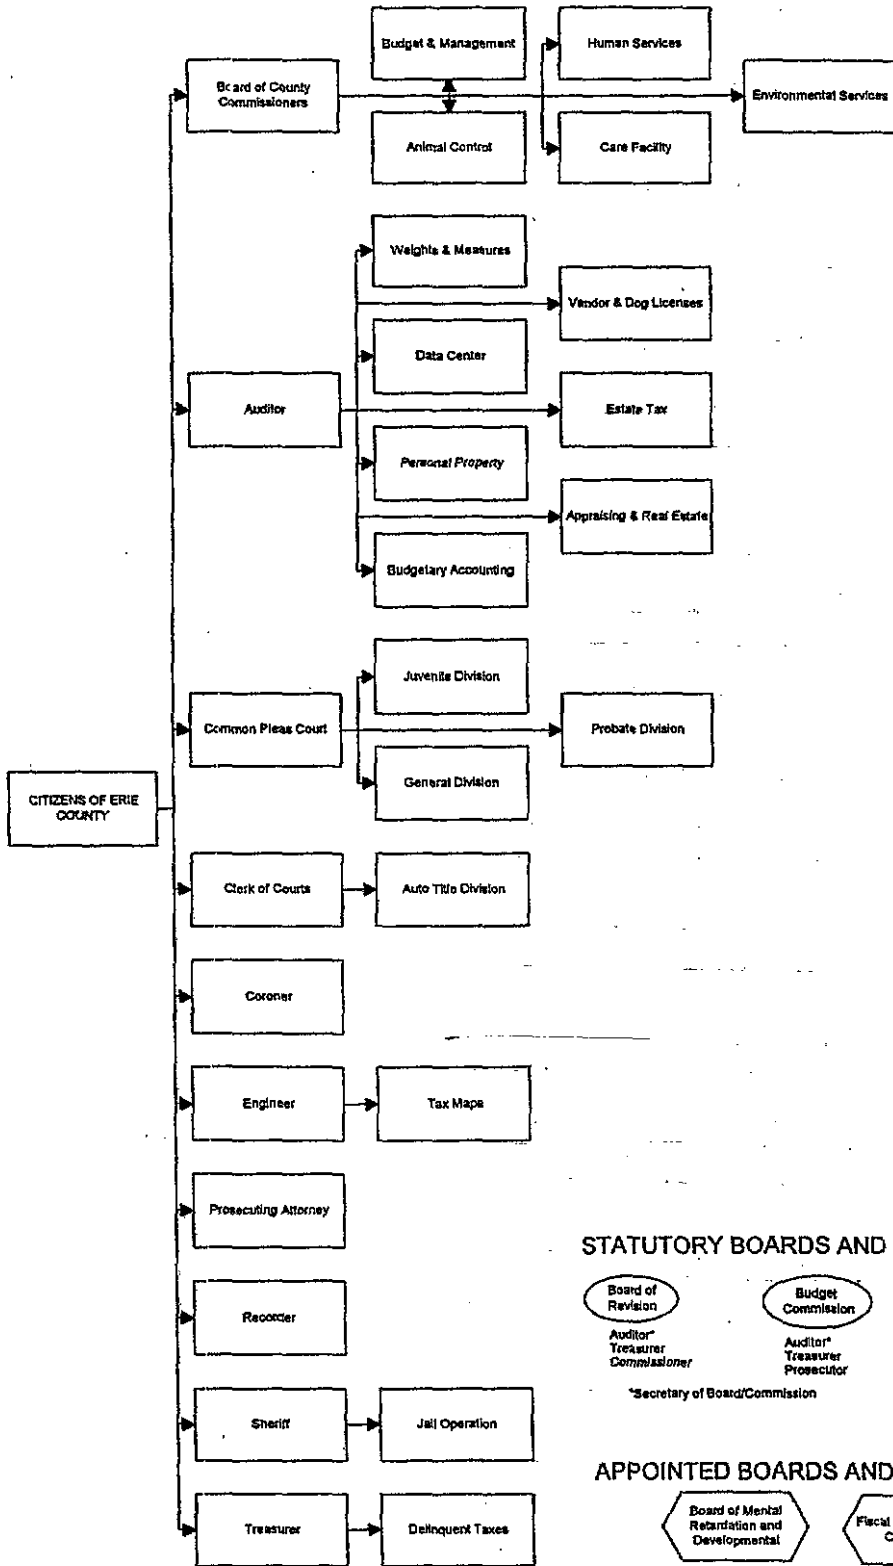 Budget & Management
Human Services
Board of County
Commissioners
Environmental Services
Animal Control
Care Facility
Weights & Measures
Vendor & Dog Licenses
Data Center
Auditor
Estate Tax
Personal Property
Appraising & Real Estate
Budgetary Accounting
Juvenile Division
Common Pleas Court
Probate Division
General Division
CITIZENS OF ERIE
COUNTY
Clerk of Courts
Auto Title Division
Coroner
Engineer
Tax Maps
Prosecuting Attorney
Recorder
Sheriff
Jail Operation
Treasurer
Delinquent Taxes
STATUTORY BOARDS AND
Board of
Revision
Auditor*
Treasurer
Commissioner
Budget
Commission
Auditor*
Treasurer
Prosecutor
*Secretary of Board/Commission
APPOINTED BOARDS AND
Board of Mental
Retardation and
Developmental
Fiscal
C